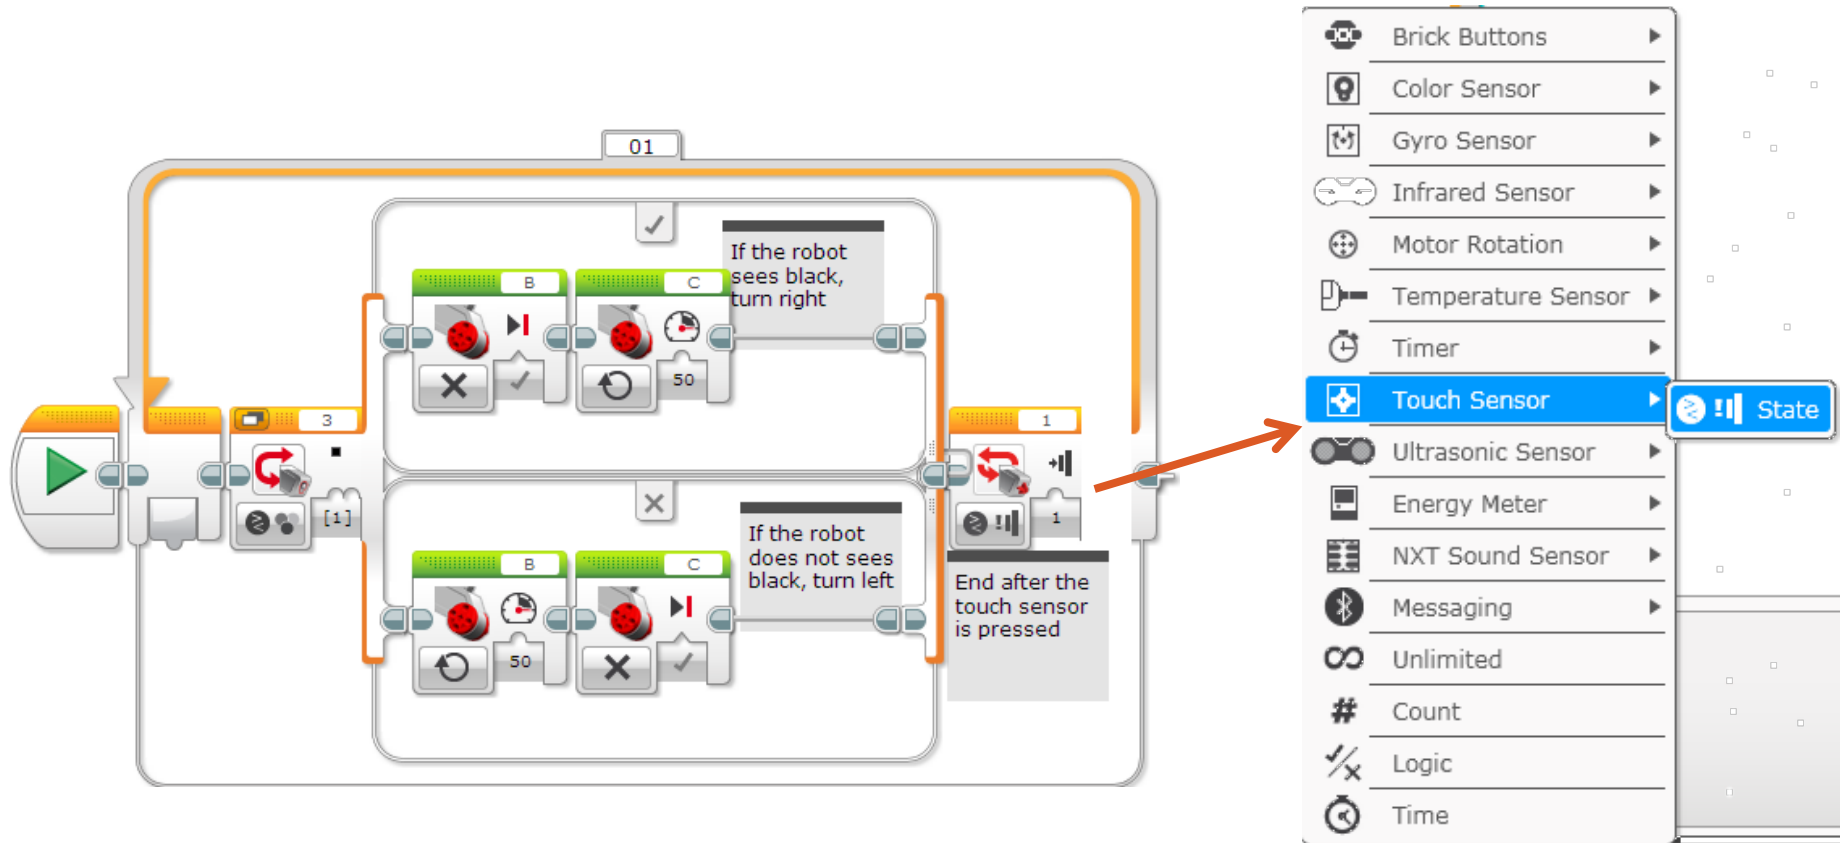 01
If the robot
sees black,
turn right
B
C
50
3
[1]
1
1
If the robot
does not sees
black, turn left
B
C
50
End after the
touch sensor
is pressed
Brick Buttons
Color Sensor
Gyro Sensor
Infrared Sensor
Motor Rotation
Temperature Sensor
Timer
Touch Sensor
State
Ultrasonic Sensor
Energy Meter
NXT Sound Sensor
Messaging
Unlimited
Count
Logic
Time